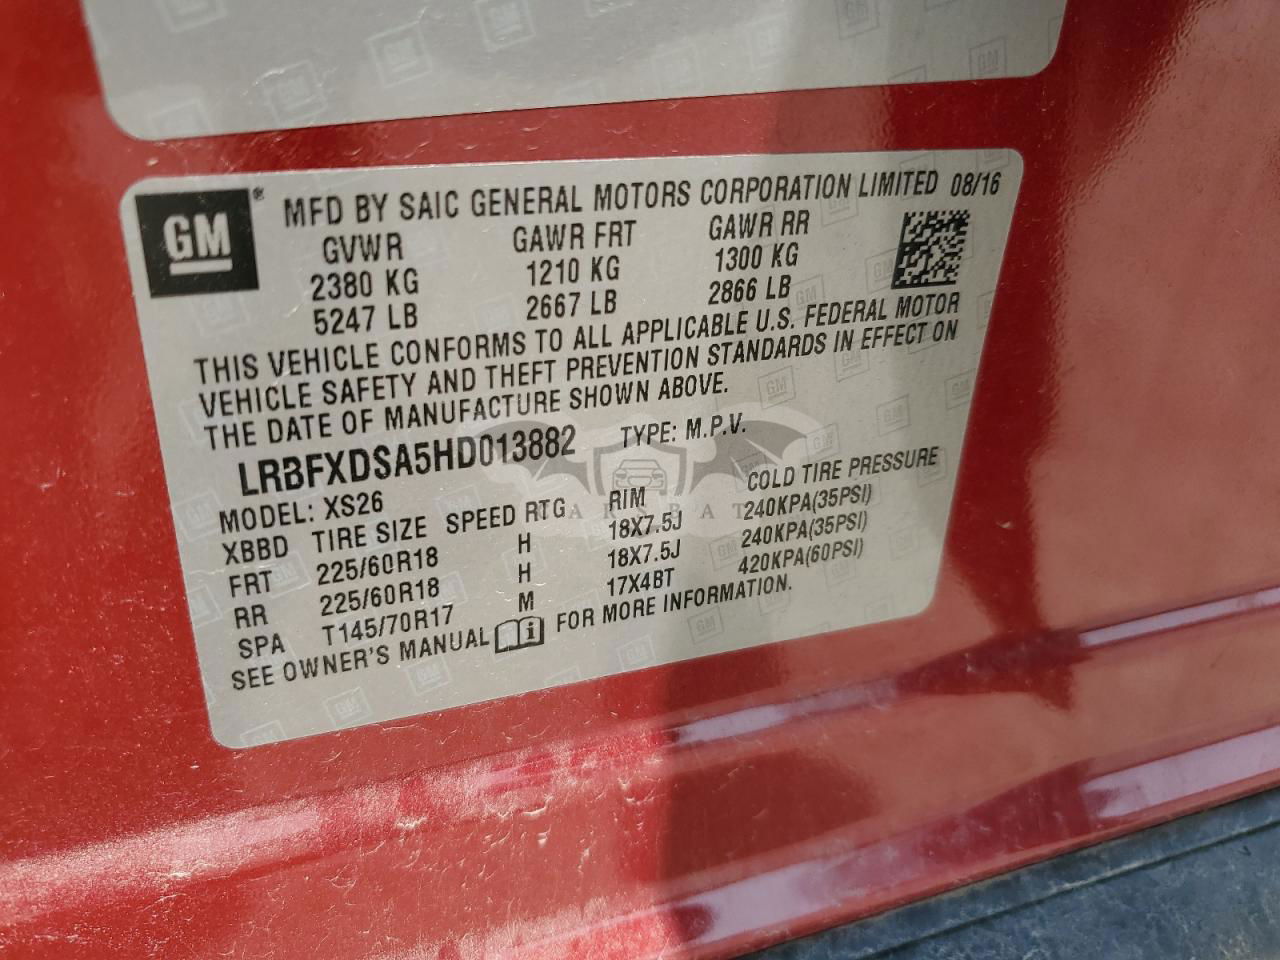 GM ® MFD BY SAIC GENERAL MOTORS CORPORATION LIMITED 08/16
GVWR GAWR FRT GAWR RR
2380 KG 1210 KG 1300 KG
5247 LB 2667 LB 2866 LB
THIS VEHICLE CONFORMS TO ALL APPLICABLE U.S. FEDERAL MOTOR
VEHICLE SAFETY AND THEFT PREVENTION STANDARDS IN EFFECT ON
THE DATE OF MANUFACTURE SHOWN ABOVE.
LRBFXDSA5HD013882 TYPE: M.P.V.
MODEL: XS26
XBBD TIRE SIZE SPEED RTG RIM COLD TIRE PRESSURE
FRT 225/60R18 H 18X7.5J 240KPA(35PSI)
RR 225/60R18 H 18X7.5J 240KPA(35PSI)
SPA T145/70R17 M 17X4BT 420KPA(60PSI)
SEE OWNER'S MANUAL FOR MORE INFORMATION.